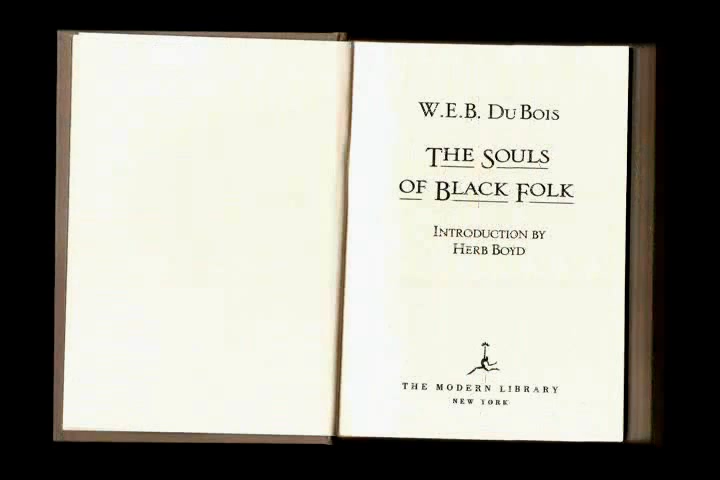 W.E.B. DU BOIS
THE SOULS
OF BLACK FOLK
INTRODUCTION BY
HERB BOYD
THE MODERN LIBRARY
NEW YORK